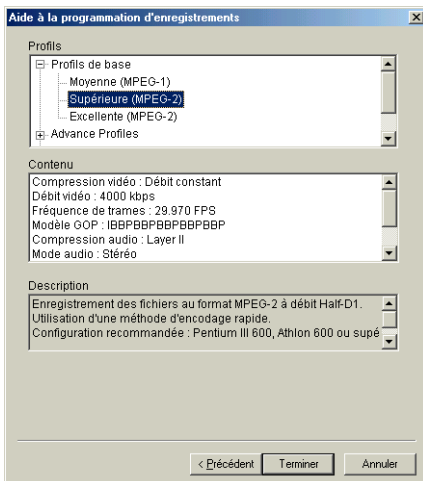 Aide à la programmation d'enregistrements
Profils
Profils de base
Moyenne (MPEG-1)
Supérieure (MPEG-2)
Excellente (MPEG-2)
Advance Profiles
Contenu
Compression vidéo : Débit constant
Débit vidéo : 4000 kbps
Fréquence de trames : 29.970 FPS
Modèle GOP : IBBPBBPBBPBBPBBP
Compression audio : Layer II
Mode audio : Stéréo
Description
Enregistrement des fichiers au format MPEG-2 à débit Half-D1.
Utilisation d'une méthode d'encodage rapide.
Configuration recommandée : Pentium III 600, Athlon 600 ou supé
< Précédent Terminer Annuler